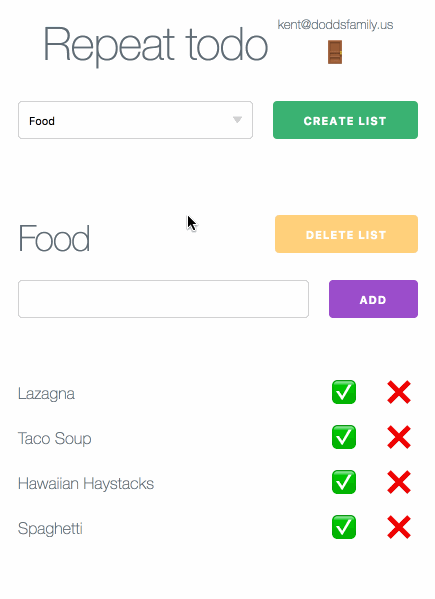 Repeat todo
kent@doddsfamily.us
Food
CREATE LIST
Food
DELETE LIST
ADD
Lazagna
Taco Soup
Hawaiian Haystacks
Spaghetti